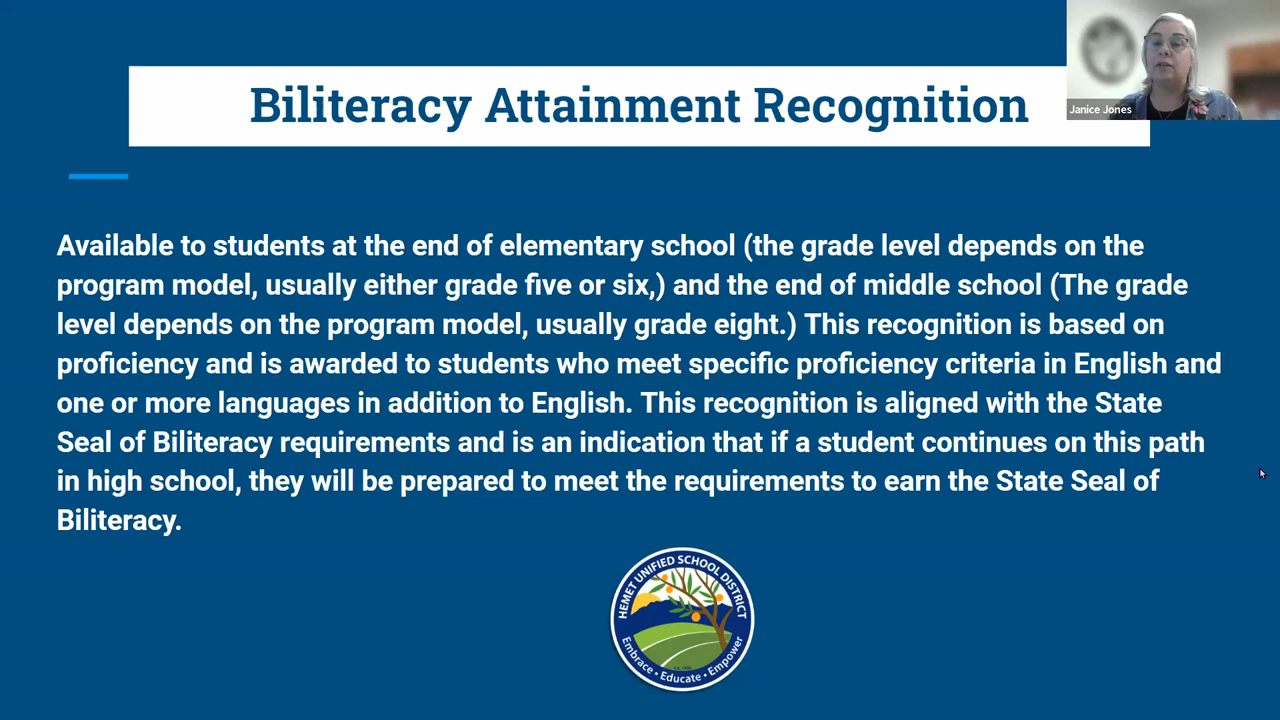 Biliteracy Attainment Recognition
Janice Jones
Available to students at the end of elementary school (the grade level depends on the
program model, usually either grade five or six,) and the end of middle school (The grade
level depends on the program model, usually grade eight.) This recognition is based on
proficiency and is awarded to students who meet specific proficiency criteria in English and
one or more languages in addition to English. This recognition is aligned with the State
Seal of Biliteracy requirements and is an indication that if a student continues on this path
in high school, they will be prepared to meet the requirements to earn the State Seal of
Biliteracy.
HEMET UNIFIED SCHOOL DISTRICT
Embrace • Educate • Empower